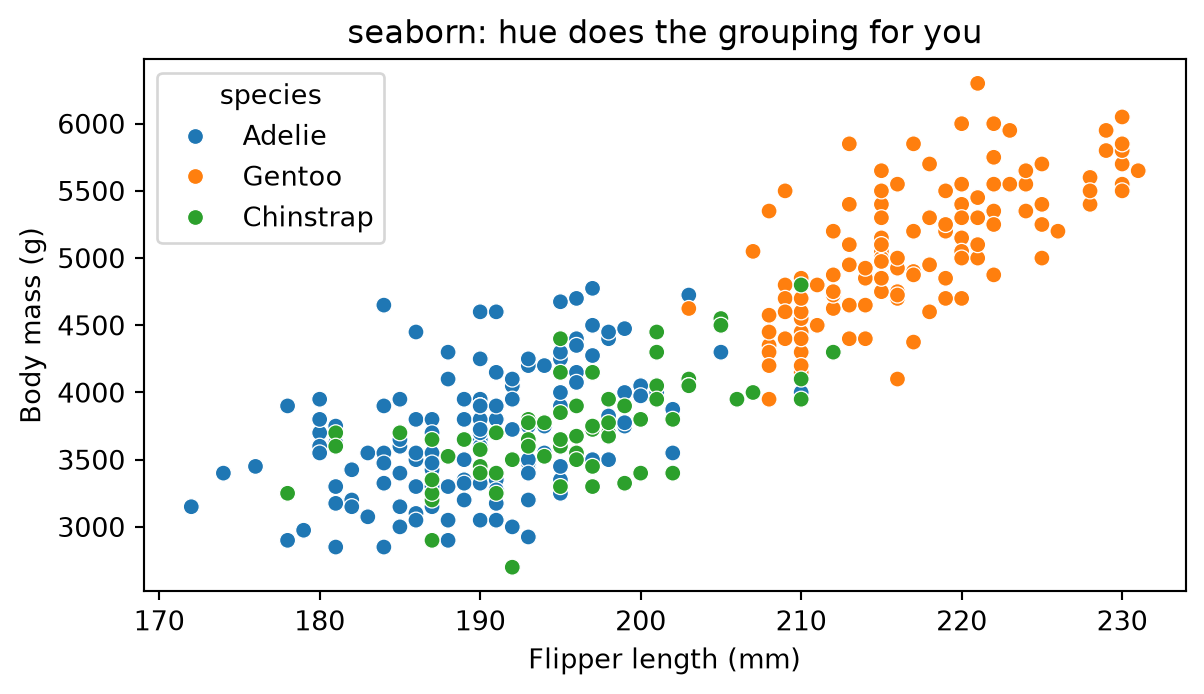 seaborn: hue does the grouping for you
species
Adelie
Gentoo
Chinstrap
Body mass (g)
6000
5500
5000
4500
4000
3500
3000
170 180 190 200 210 220 230
Flipper length (mm)